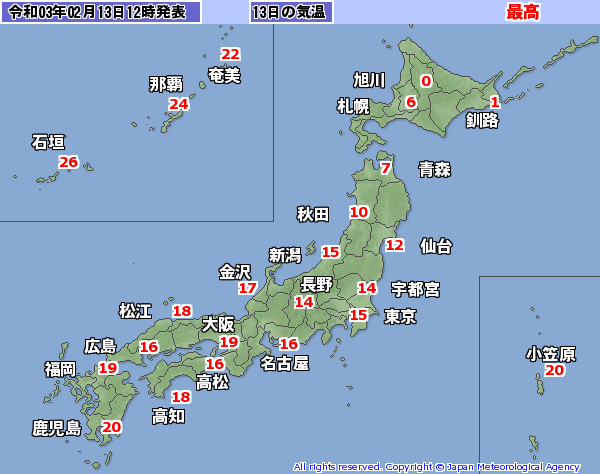 令和03年02月13日12時発表
13日の気温
最高
22
奄美
那覇
24
石垣
26
旭川
0
札幌
6
1
釧路
7
青森
秋田
10
12
仙台
新潟
15
金沢
17
長野
14
14
宇都宮
15
東京
松江
18
大阪
19
16
名古屋
広島
16
福岡
19
16
高松
18
高知
鹿児島
20
小笠原
20
All rights reserved. Copyright © Japan Meteorological Agency